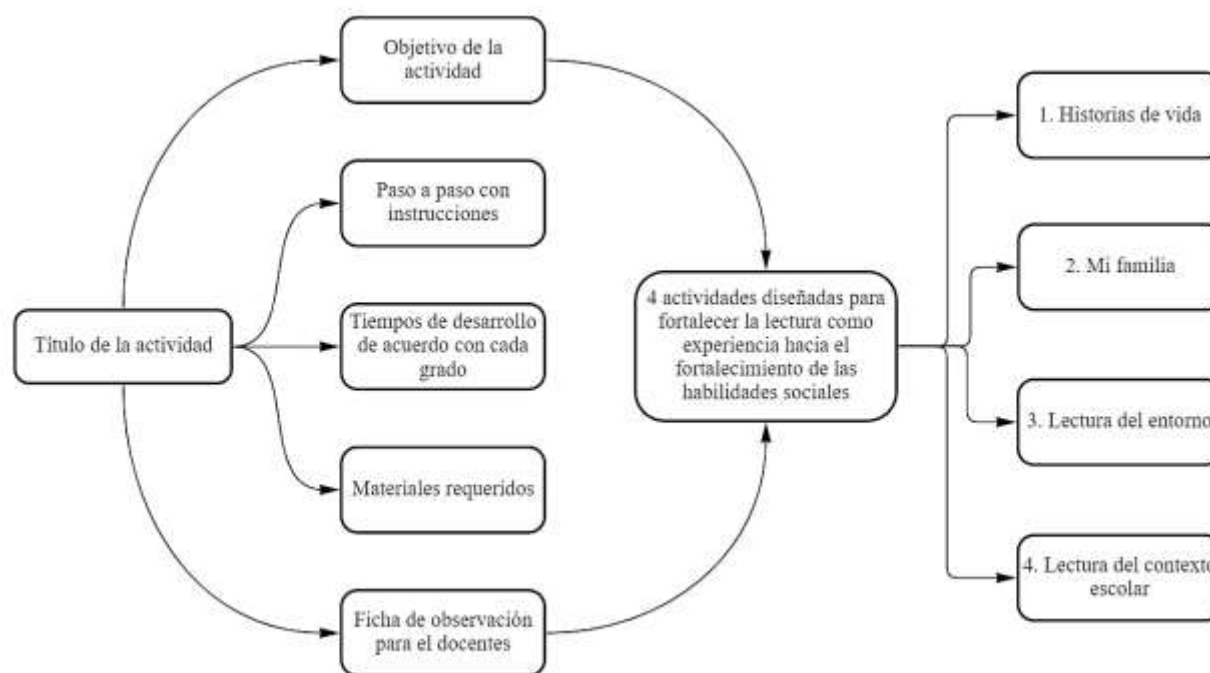 Objetivo de la
actividad
Paso a paso con
instrucciones
Título de la actividad
Tiempos de desarrollo
de acuerdo con cada
grado
Materiales requeridos
Ficha de observación
para el docentes
4 actividades diseñadas para
fortalecer la lectura como
experiencia hacia el
fortalecimiento de las
habilidades sociales
1. Historias de vida
2. Mi familia
3. Lectura del entorno
4. Lectura del contexto
escolar